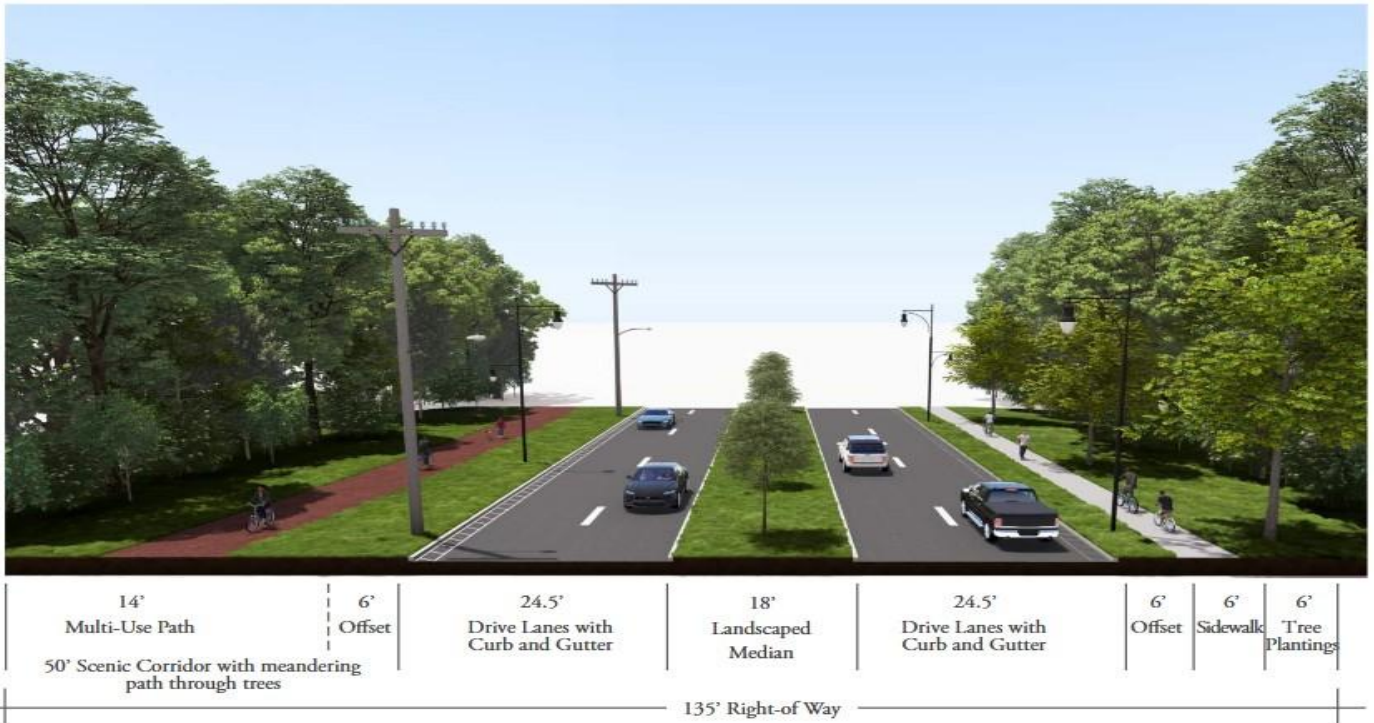 14’
Multi-Use Path
6’
Offset
24.5’
Drive Lanes with
Curb and Gutter
18’
Landscaped
Median
24.5’
Drive Lanes with
Curb and Gutter
6’
Offset
6’
Sidewalk
6’
Tree
Plantings
50’ Scenic Corridor with meandering
path through trees
135’ Right-of Way